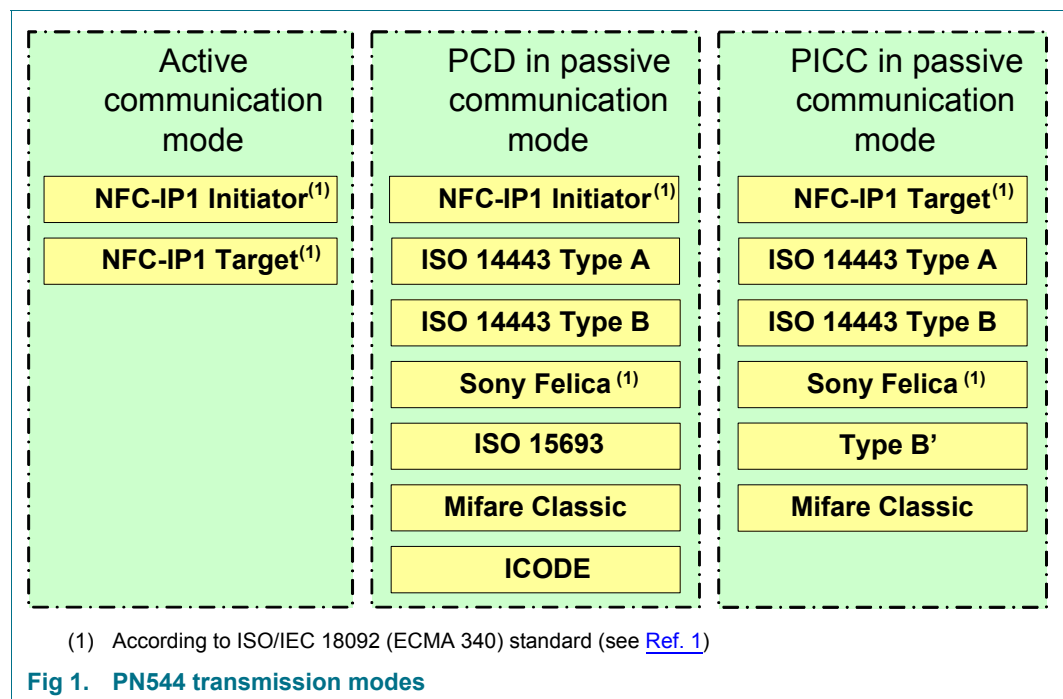 Active
communication
mode
NFC-IP1 Initiator(1)
NFC-IP1 Target(1)
PCD in passive
communication
mode
NFC-IP1 Initiator(1)
ISO 14443 Type A
ISO 14443 Type B
Sony Felica (1)
ISO 15693
Mifare Classic
ICODE
PICC in passive
communication
mode
NFC-IP1 Target(1)
ISO 14443 Type A
ISO 14443 Type B
Sony Felica (1)
Type B’
Mifare Classic
(1) According to ISO/IEC 18092 (ECMA 340) standard (see Ref. 1)
Fig 1. PN544 transmission modes